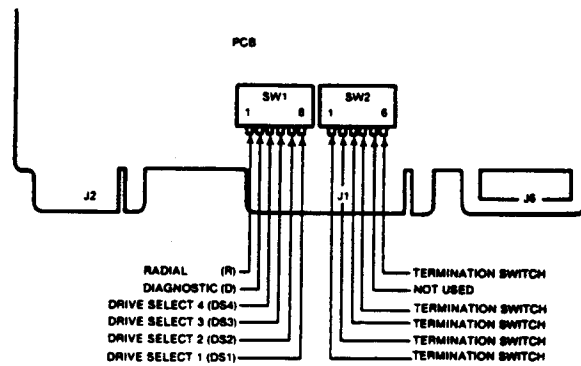 PCB
SW1
1 8
SW2
1 6
J2
J1
J6
RADIAL (R)
DIAGNOSTIC (D)
DRIVE SELECT 4 (DS4)
DRIVE SELECT 3 (DS3)
DRIVE SELECT 2 (DS2)
DRIVE SELECT 1 (DS1)
TERMINATION SWITCH
NOT USED
TERMINATION SWITCH
TERMINATION SWITCH
TERMINATION SWITCH
TERMINATION SWITCH